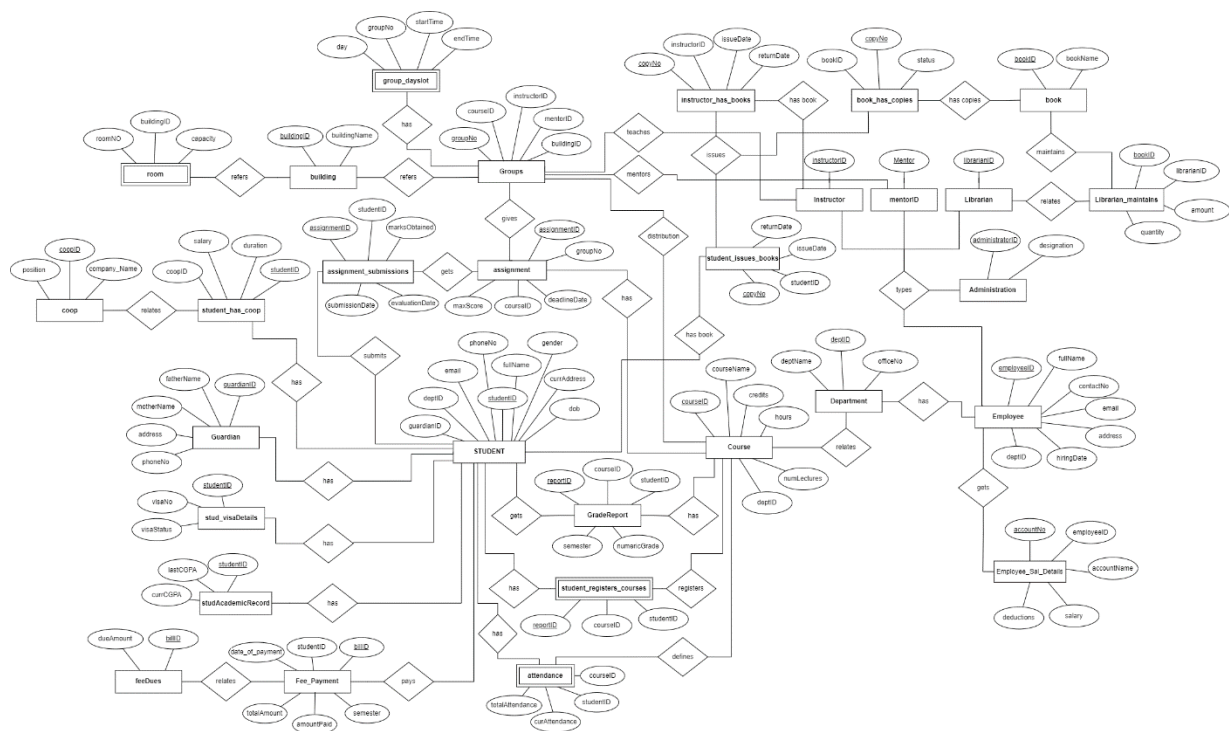 groupNo
startTime
day
endTime
group_dayslot
has
roomNO
buildingID
capacity
room
refers
buildingID
buildingName
building
refers
groupNo
courseID
instructorID
mentorID
buildingID
Groups
teaches
mentors
gives
distribution
copyNo
instructorID
issueDate
returnDate
instructor_has_books
has book
issues
bookID
copyNo
status
book_has_copies
has copies
bookID
bookName
book
maintains
instructorID
Instructor
Mentor
mentorID
librarianID
Librarian
relates
bookID
librarianID
amount
quantity
Librarian_maintains
administratorID
designation
Administration
types
returnDate
issueDate
studentID
copyNo
student_issues_books
has book
assignmentID
studentID
marksObtained
assignment_submissions
submissionDate
evaluationDate
gets
assignmentID
groupNo
assignment
maxScore
courseID
deadlineDate
has
submits
position
coopID
company_Name
coop
relates
coopID
salary
duration
studentID
student_has_coop
has
fatherName
guardianID
motherName
address
phoneNo
Guardian
has
guardianID
deptID
email
phoneNo
studentID
fullName
gender
currAddress
dob
STUDENT
visaNo
studentID
visaStatus
stud_visaDetails
has
lastCGPA
studentID
currCGPA
studAcademicRecord
has
dueAmount
billID
feeDues
relates
date_of_payment
studentID
billID
Fee_Payment
totalAmount
amountPaid
semester
pays
gets
reportID
courseID
studentID
GradeReport
semester
numaricGrade
has
has
student_registers_courses
registers
reportID
courseID
studentID
has
attendance
defines
courseID
studentID
curAttendance
totalAttendance
courseID
courseName
credits
hours
Course
numLectures
deptID
relates
deptName
deptID
officeNo
Department
has
employeeID
fullName
contactNo
email
address
hiringDate
deptID
Employee
gets
accountNo
employeeID
accountName
salary
deductions
Employee_Sal_Details